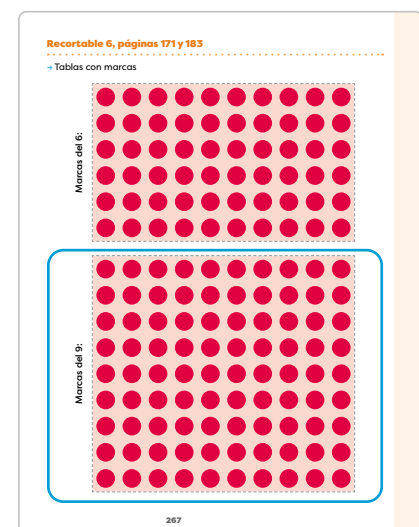 Recortable 6, páginas 171 y 183
→ Tablas con marcas
Marcas del 6:
Marcas del 9:
267